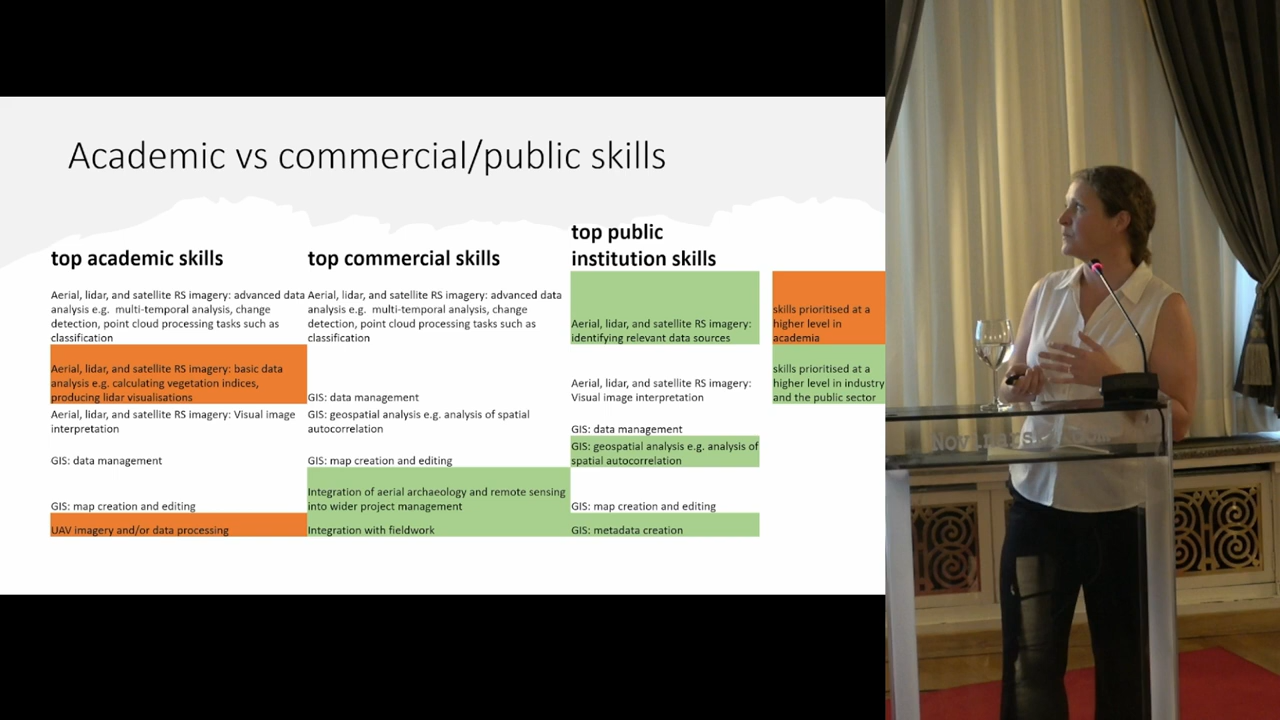 Academic vs commercial/public skills
top academic skills
Aerial, lidar, and satellite RS imagery: advanced data
analysis e.g. multi-temporal analysis, change
detection, point cloud processing tasks such as
classification
Aerial, lidar, and satellite RS imagery: basic data
analysis e.g. calculating vegetation indices,
producing lidar visualisations
Aerial, lidar, and satellite RS imagery: Visual image
interpretation
GIS: data management
GIS: map creation and editing
UAV imagery and/or data processing
top commercial skills
Aerial, lidar, and satellite RS imagery: advanced data
analysis e.g. multi-temporal analysis, change
detection, point cloud processing tasks such as
classification
GIS: data management
GIS: geospatial analysis e.g. analysis of spatial
autocorrelation
GIS: map creation and editing
Integration of aerial archaeology and remote sensing
into wider project management
Integration with fieldwork
top public
institution skills
Aerial, lidar, and satellite RS imagery:
identifying relevant data sources
Aerial, lidar, and satellite RS imagery:
Visual image interpretation
GIS: data management
GIS: geospatial analysis e.g. analysis of
spatial autocorrelation
GIS: map creation and editing
GIS: metadata creation
skills prioritised at a
higher level in
academia
skills prioritised at a
higher level in industry
and the public sector